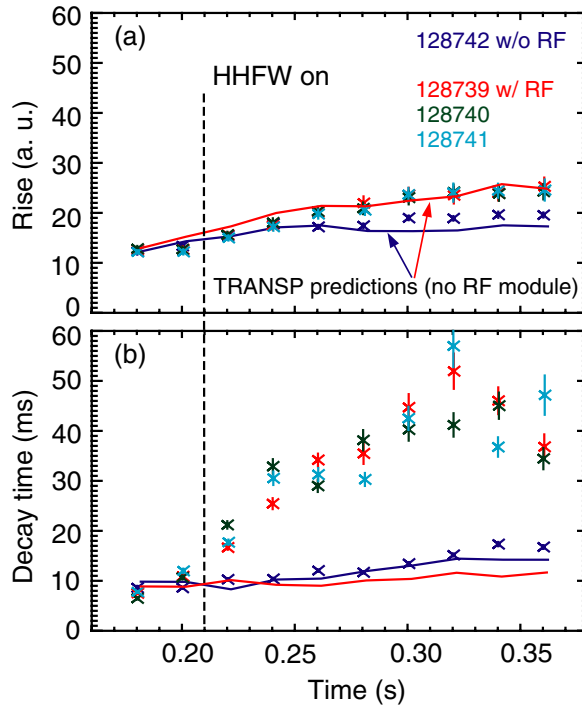 60
50
40
30
20
10
0
Rise (a. u.)
(a)
HHFW on
128742 w/o RF
128739 w/ RF
128740
128741
TRANSP predictions (no RF module)
60
50
40
30
20
10
0
Decay time (ms)
(b)
0.20
0.25
0.30
0.35
Time (s)